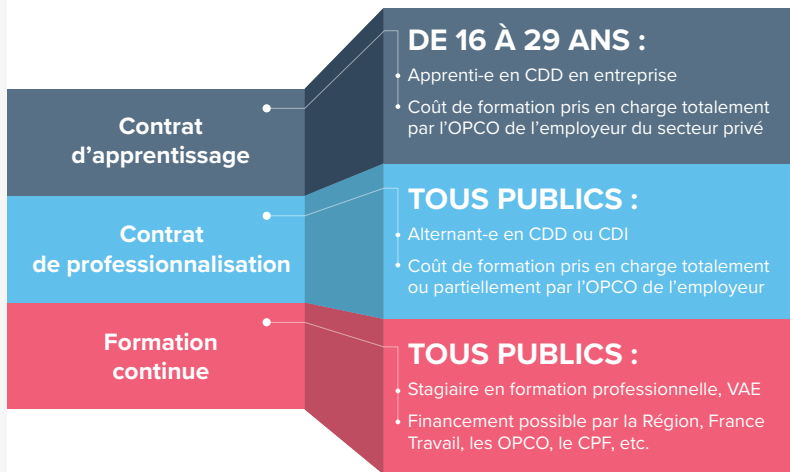 Contrat
d'apprentissage
DE 16 À 29 ANS :
• Apprenti-e en CDD en entreprise
• Coût de formation pris en charge totalement
par l'OPCO de l'employeur du secteur privé
Contrat
de professionnalisation
TOUS PUBLICS :
• Alternant-e en CDD ou CDI
• Coût de formation pris en charge totalement
ou partiellement par l'OPCO de l'employeur
Formation
continue
TOUS PUBLICS :
• Stagiaire en formation professionnelle, VAE
• Financement possible par la Région, France
Travail, les OPCO, le CPF, etc.